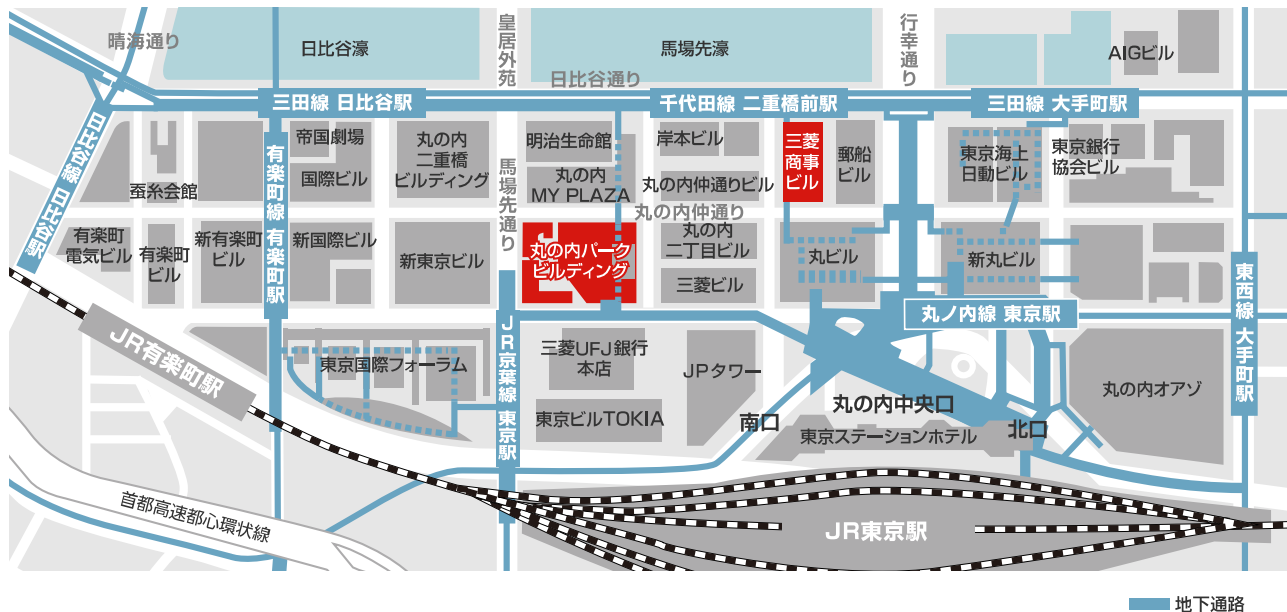 晴海通り
日比谷濠
皇居外苑
日比谷通り
馬場先濠
行幸通り
AIGビル
三田線 日比谷駅
千代田線 二重橋前駅
三田線 大手町駅
日比谷線 日比谷駅
蚕糸会館
有楽町線 有楽町駅
帝国劇場
国際ビル
丸の内
二重橋
ビルディング
馬場先通り
明治生命館
丸の内
MY PLAZA
岸本ビル
丸の内仲通りビル
三菱
商事
ビル
郵船
ビル
東京海上
日動ビル
東京銀行
協会ビル
丸の内仲通り
有楽町
電気ビル
有楽町
ビル
新有楽町
ビル
新国際ビル
新東京ビル
丸の内パーク
ビルディング
丸の内
二丁目ビル
三菱ビル
丸ビル
新丸ビル
東西線 大手町駅
丸ノ内線 東京駅
JR有楽町駅
東京国際フォーラム
JR京葉線 東京駅
三菱UFJ銀行
本店
東京ビルTOKIA
JPタワー
南口
丸の内中央口
東京ステーションホテル
北口
丸の内オアゾ
首都高速都心環状線
JR東京駅
地下通路